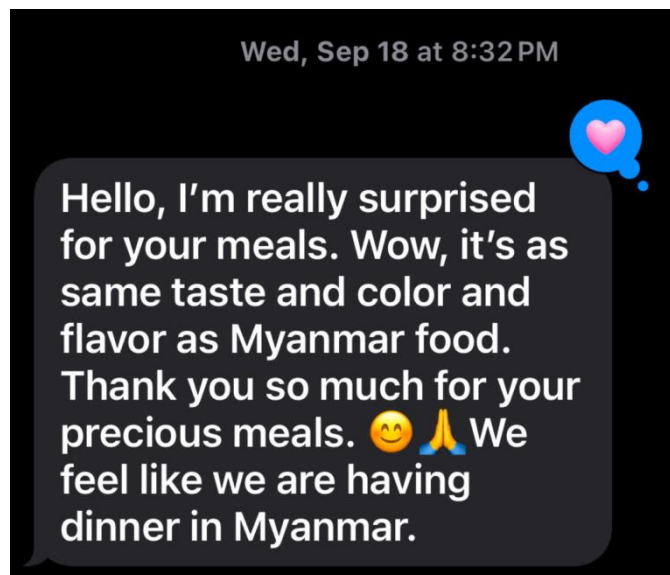 Wed, Sep 18 at 8:32 PM
Hello, I’m really surprised
for your meals. Wow, it’s as
same taste and color and
flavor as Myanmar food.
Thank you so much for your
precious meals. 😊🙏We
feel like we are having
dinner in Myanmar.